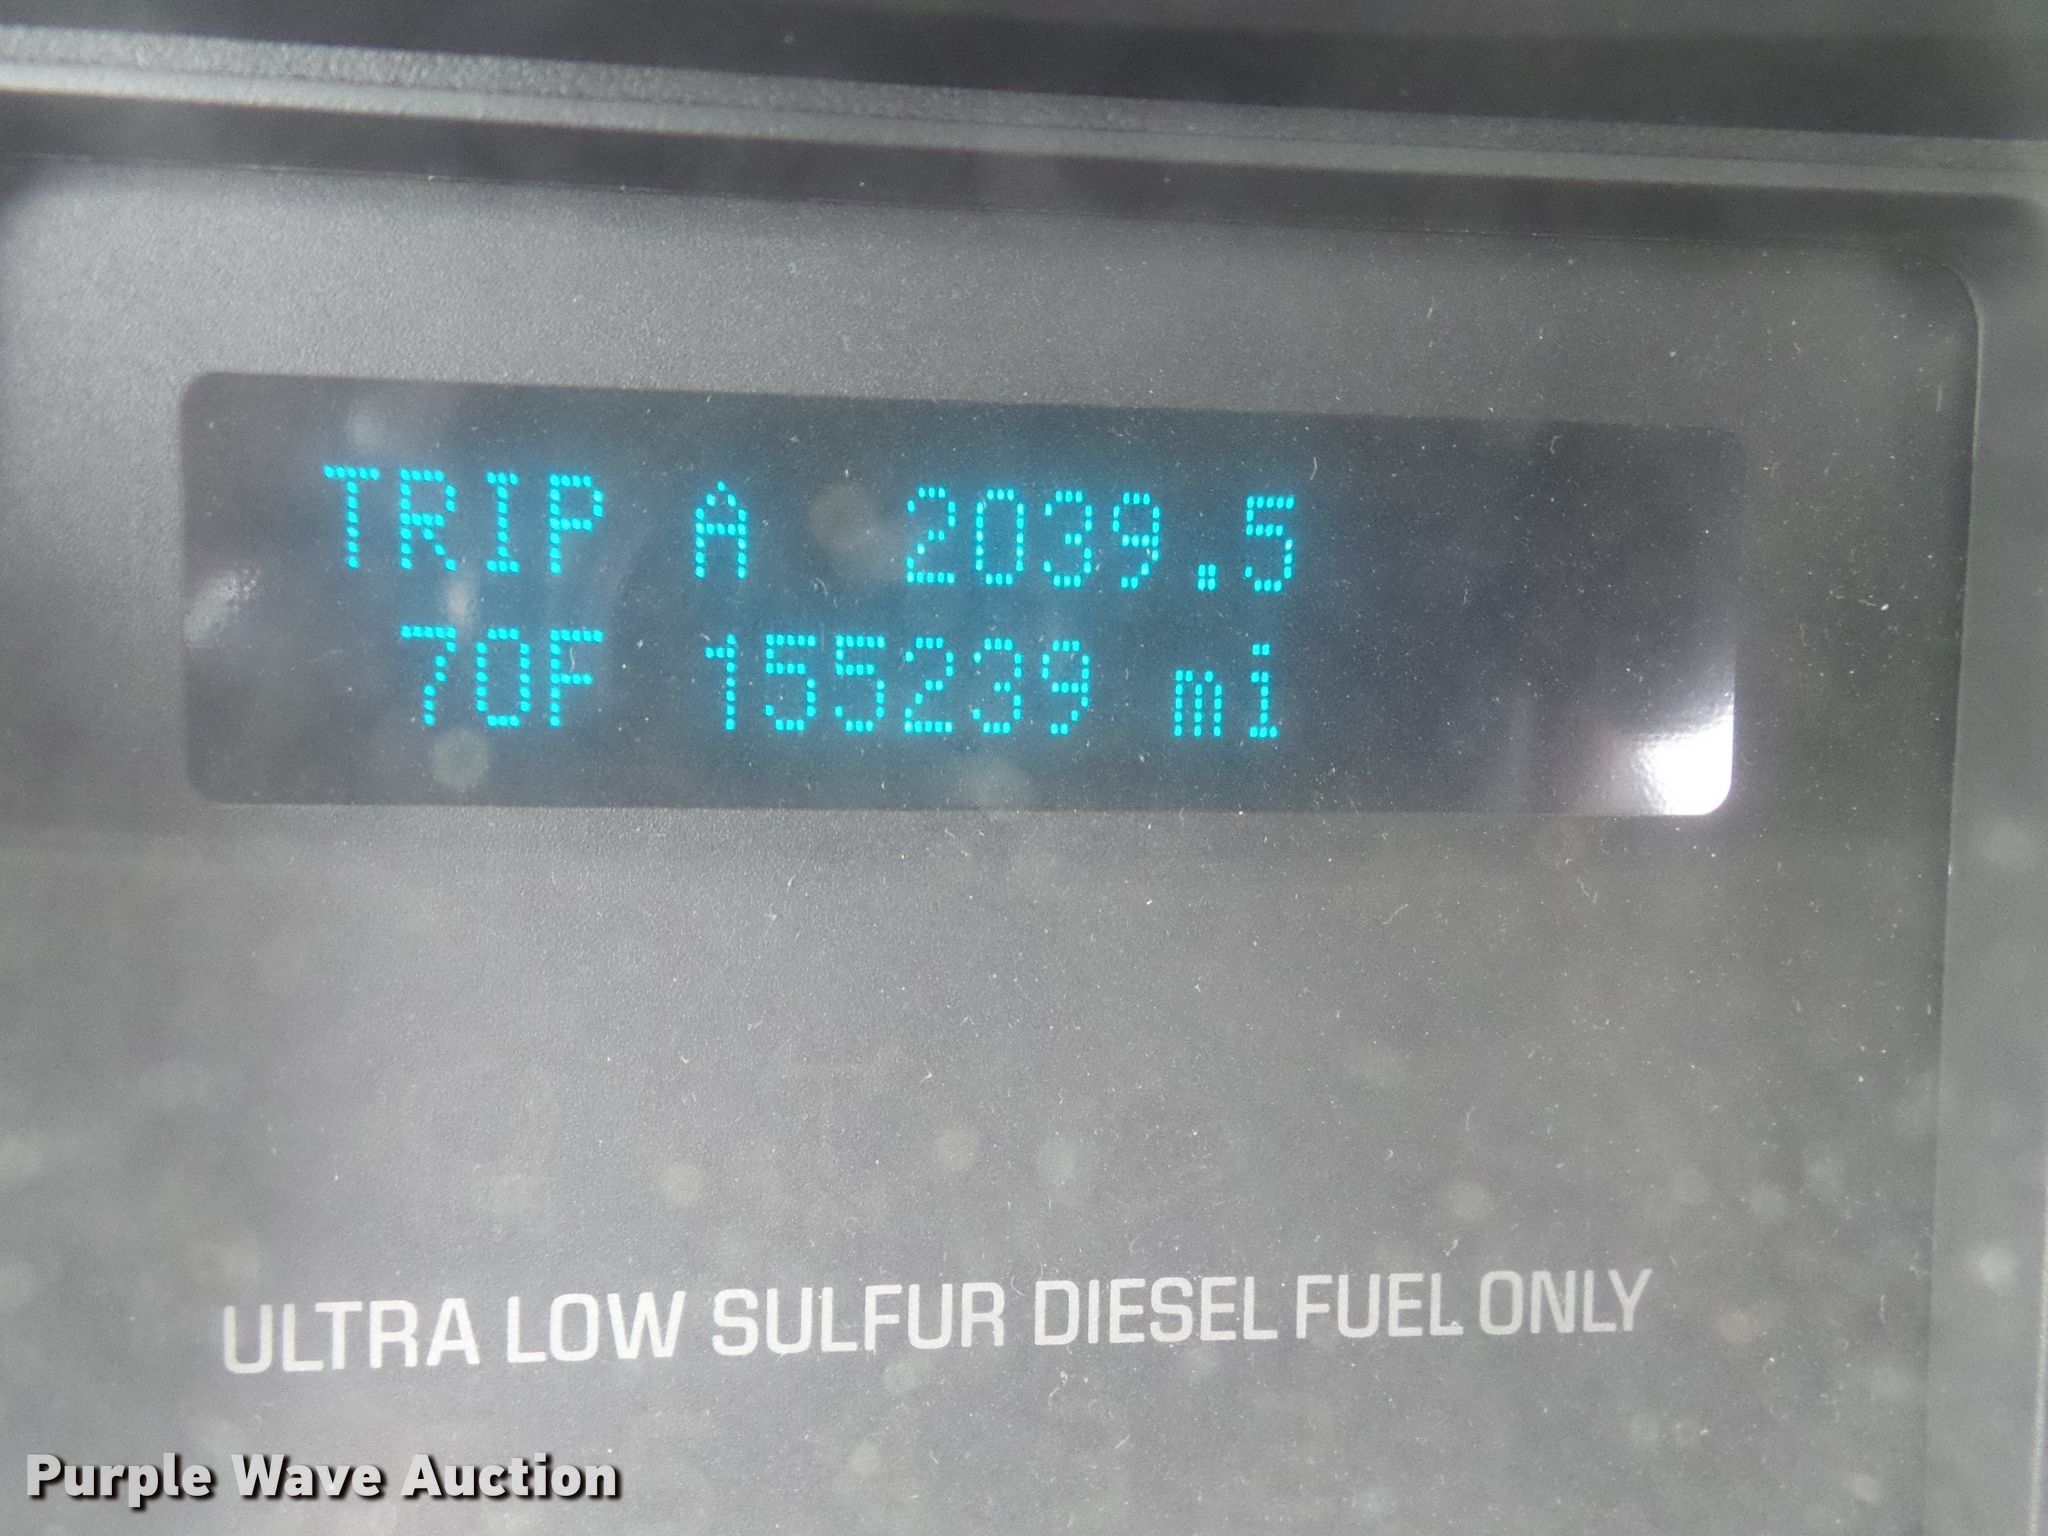 TRIP A 2039.5
70F 155239 mi
ULTRA LOW SULFUR DIESEL FUEL ONLY
Purple Wave Auction